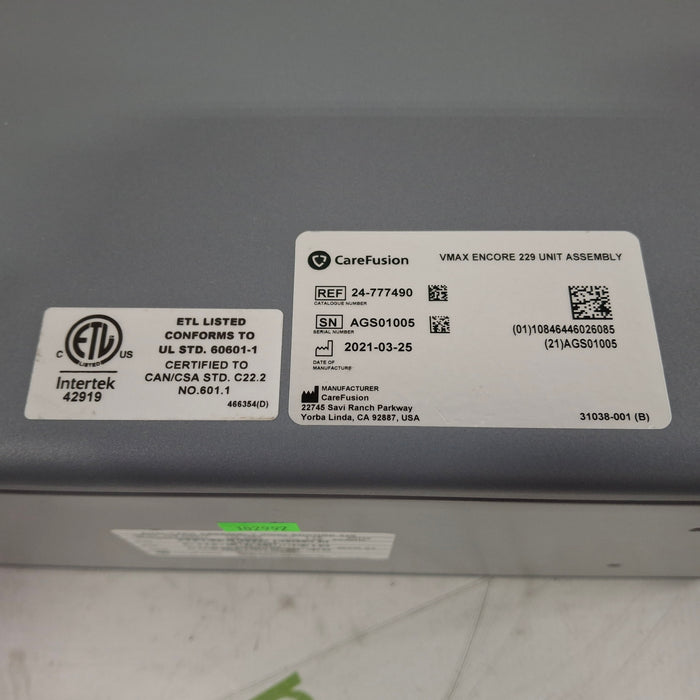 CareFusion
VMAX ENCORE 229 UNIT ASSEMBLY
REF 24-777490
CATALOGUE NUMBER
SN AGS01005
SERIAL NUMBER
2021-03-25
DATE OF
MANUFACTURE
(01)10846446026085
(21)AGS01005
MANUFACTURER
CareFusion
22745 Savi Ranch Parkway
Yorba Linda, CA 92887, USA
31038-001 (B)
C ETL US
LISTED
Intertek
42919
ETL LISTED
CONFORMS TO
UL STD. 60601-1
CERTIFIED TO
CAN/CSA STD. C22.2
NO.601.1
466354(D)
162992